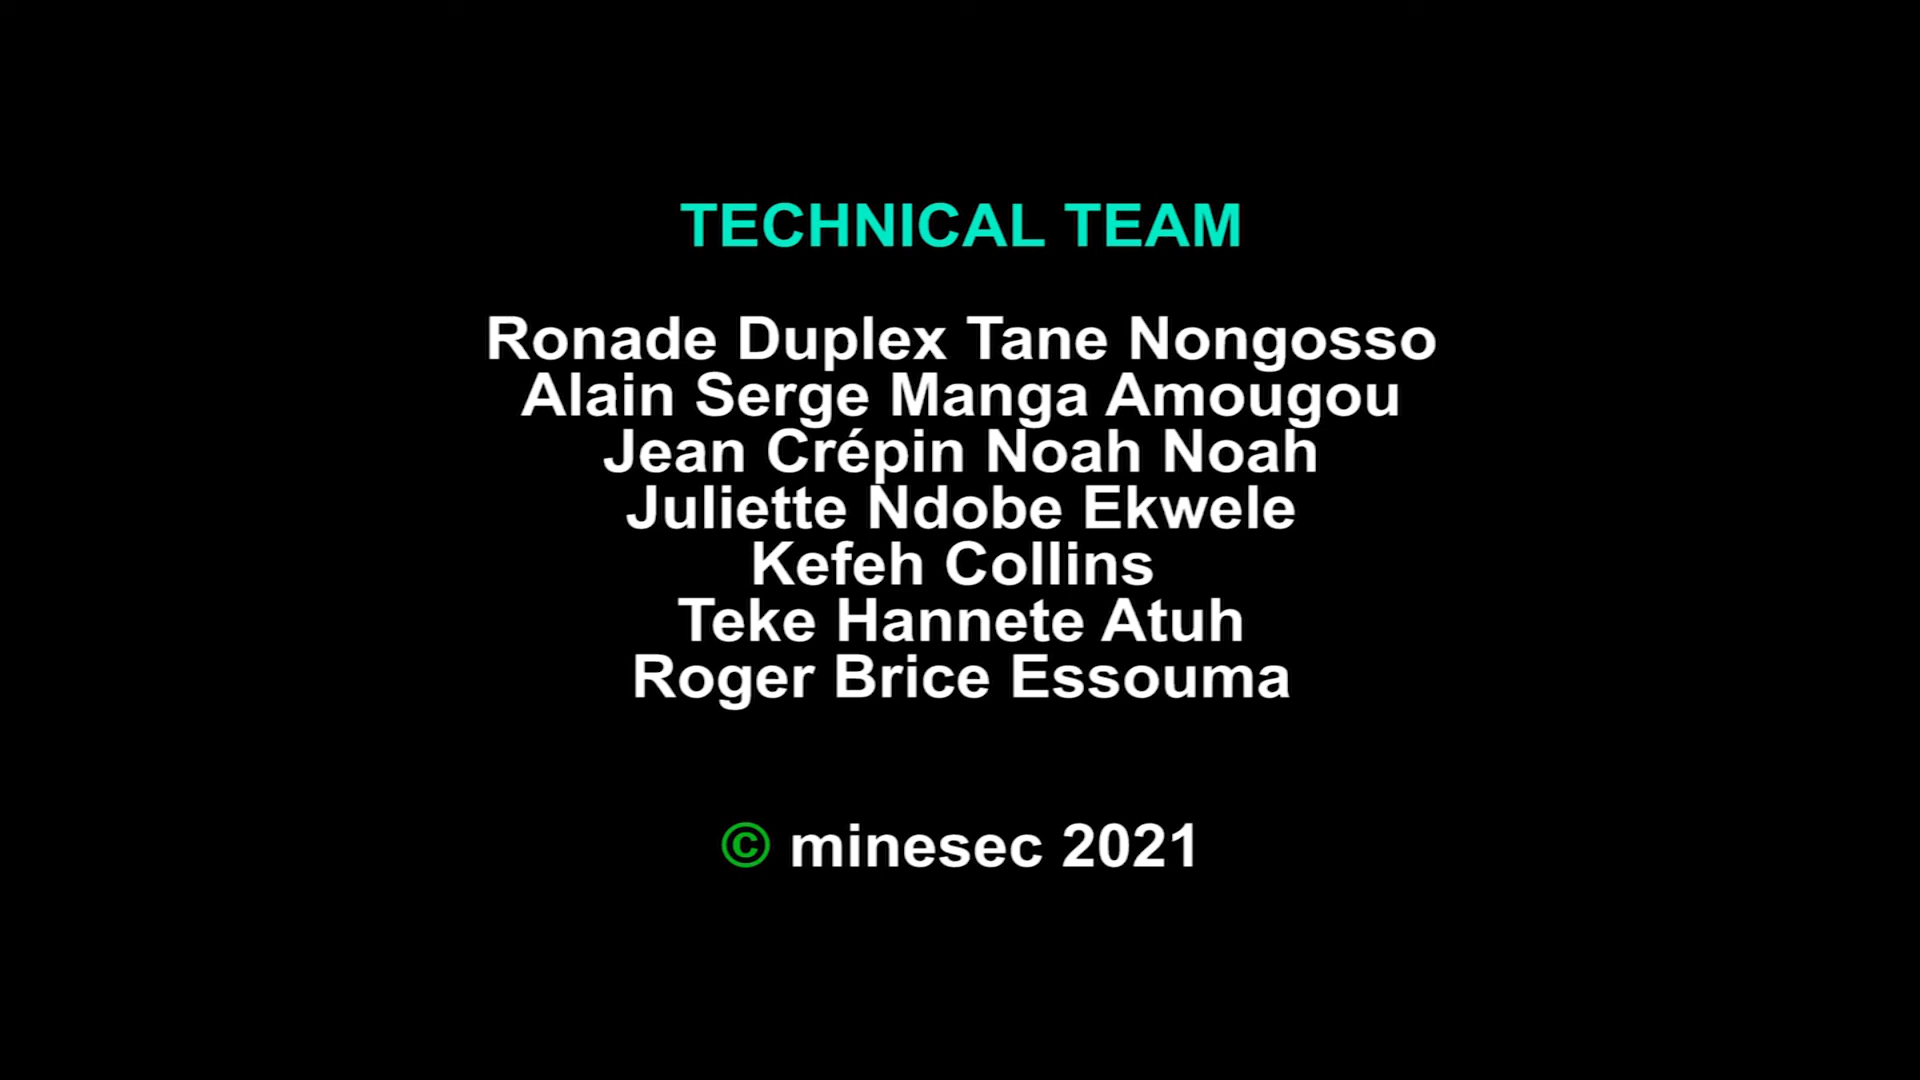 TECHNICAL TEAM
Ronade Duplex Tane Nongosso
Alain Serge Manga Amougou
Jean Crépin Noah Noah
Juliette Ndobe Ekwele
Kefeh Collins
Teke Hannete Atuh
Roger Brice Essouma
© minesec 2021